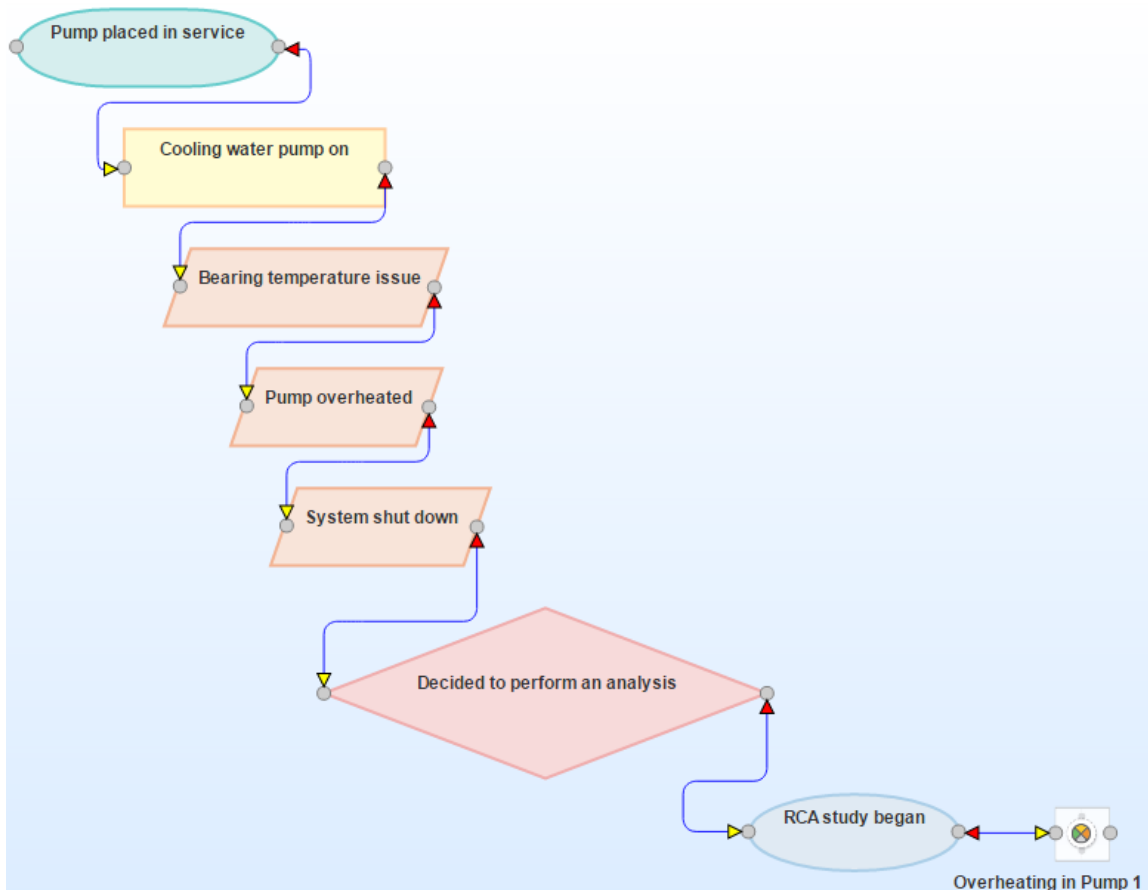 Pump placed in service
Cooling water pump on
Bearing temperature issue
Pump overheated
System shut down
Decided to perform an analysis
RCA study began
Overheating in Pump 1